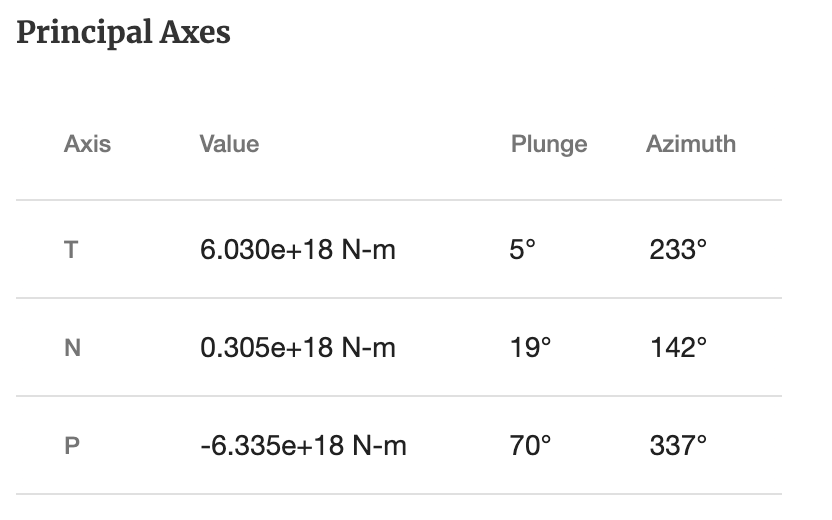 Principal Axes
Axis Value Plunge Azimuth
T 6.030e+18 N-m 5° 233°
N 0.305e+18 N-m 19° 142°
P -6.335e+18 N-m 70° 337°